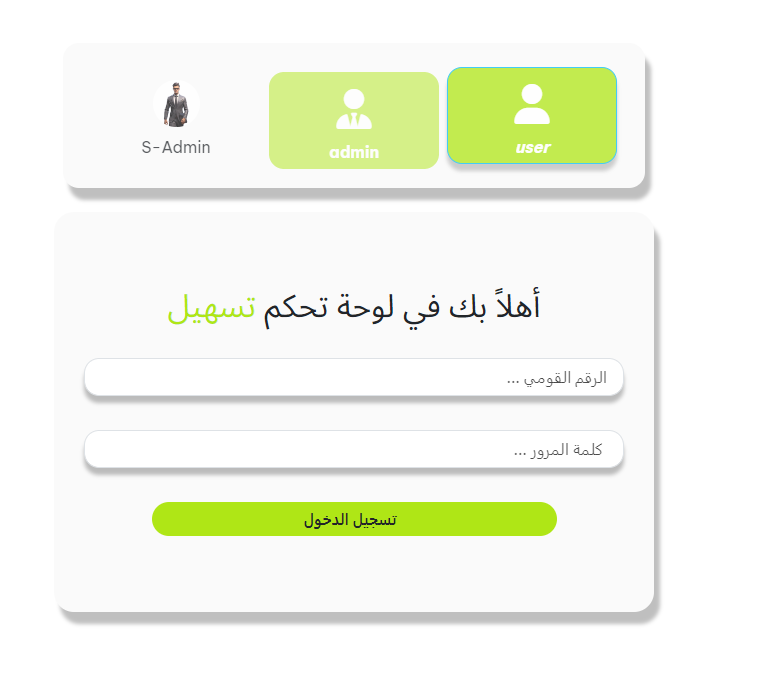 S-Admin
admin
user
أهلاً بك في لوحة تحكم تسهيل
الرقم القومي ...
كلمة المرور ...
تسجيل الدخول